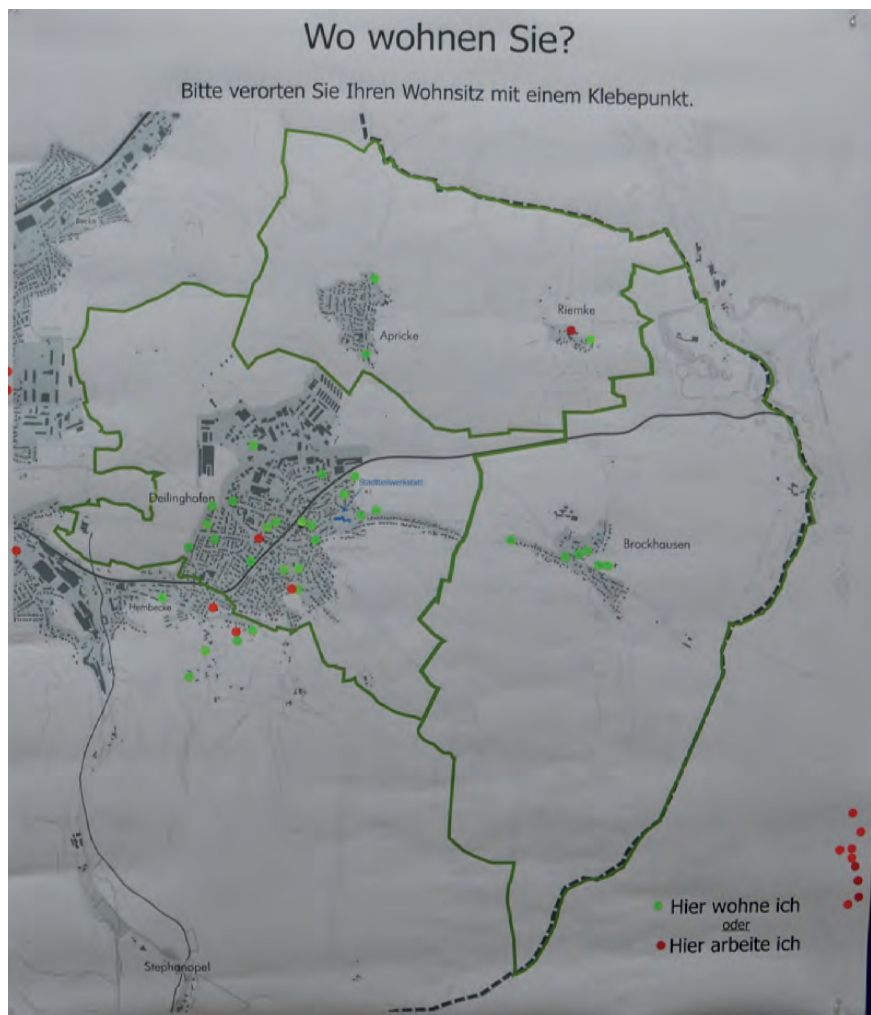 Wo wohnen Sie?
Bitte verorten Sie Ihren Wohnsitz mit einem Klebepunkt.
Becke
Riemke
Apricke
Stadtteilwerkstatt
Deilinghofen
Brockhausen
Hembecke
Hier wohne ich
oder
Hier arbeite ich
Stephanopel